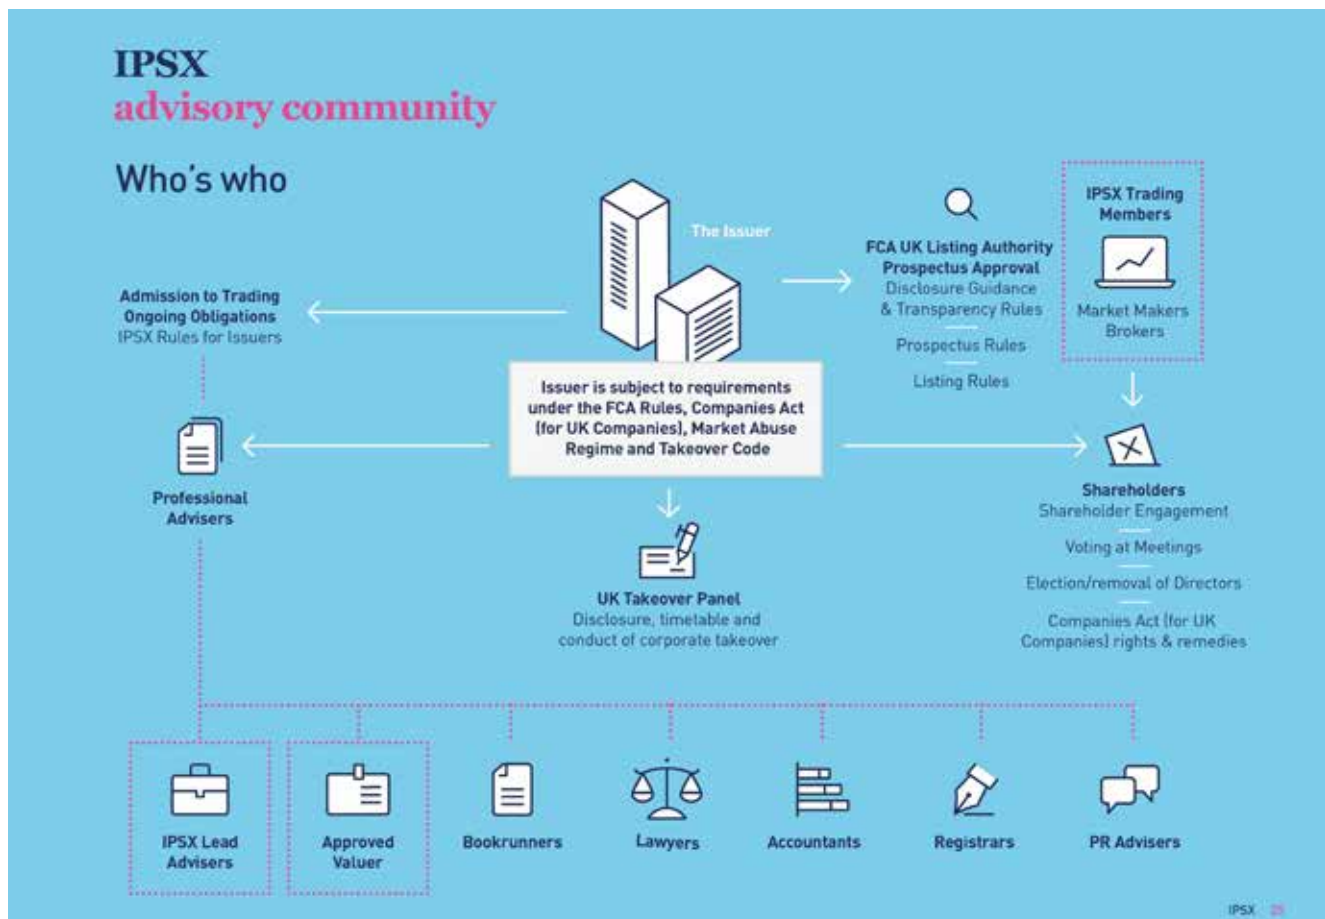 IPSX
advisory community
Who's who
The Issuer
Admission to Trading
Ongoing Obligations
IPSX Rules for Issuers
FCA UK Listing Authority
Prospectus Approval
Disclosure Guidance
& Transparency Rules
Prospectus Rules
Listing Rules
IPSX Trading
Members
Market Makers
Brokers
Issuer is subject to requirements
under the FCA Rules, Companies Act
(for UK Companies), Market Abuse
Regime and Takeover Code
Professional
Advisers
UK Takeover Panel
Disclosure, timetable and
conduct of corporate takeover
Shareholders
Shareholder Engagement
Voting at Meetings
Election/removal of Directors
Companies Act (for UK
Companies) rights & remedies
IPSX Lead
Advisers
Approved
Valuer
Bookrunners
Lawyers
Accountants
Registrars
PR Advisers
IPSX